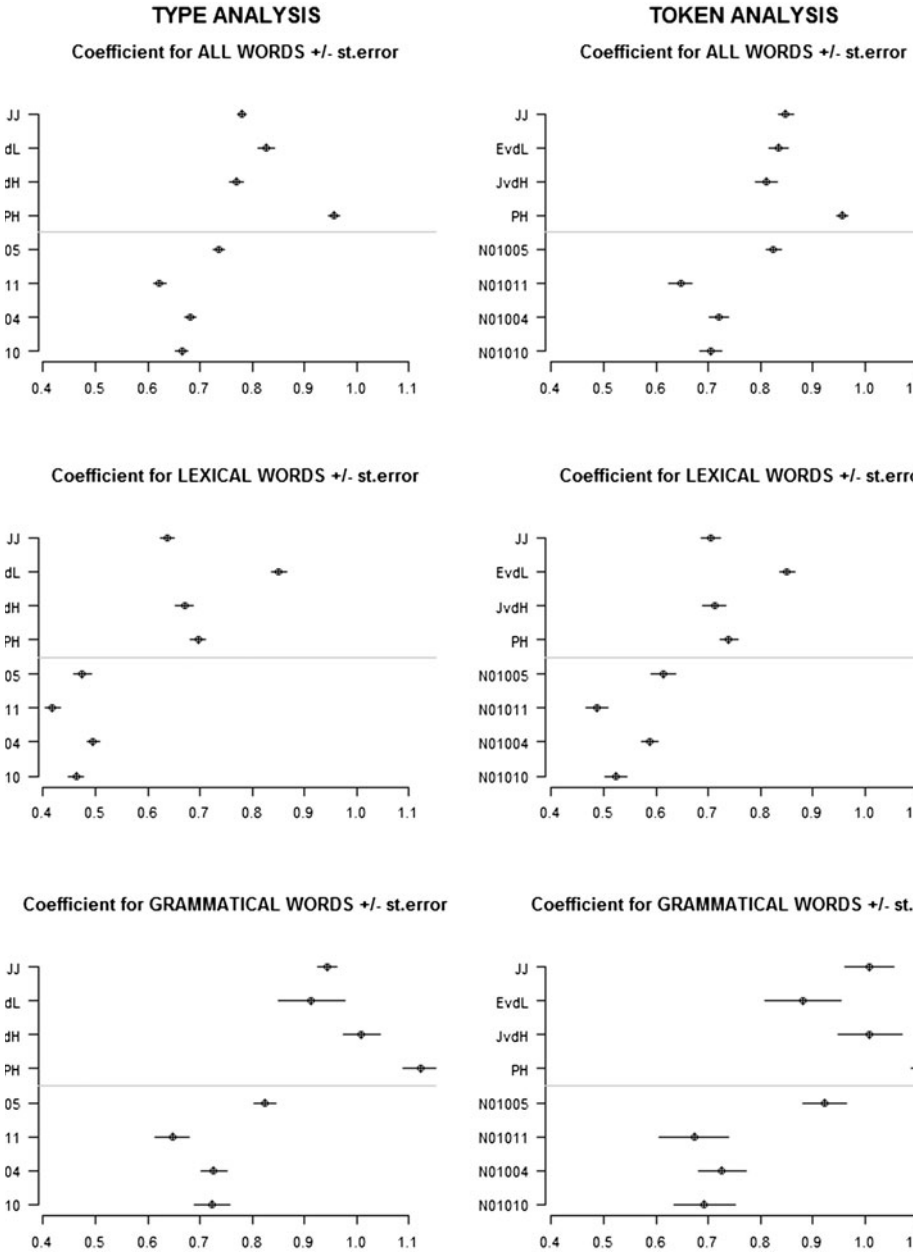 TYPE ANALYSIS
Coefficient for ALL WORDS +/- st.error
JJ
dL
dH
PH
05
11
04
10
0.4 0.5 0.6 0.7 0.8 0.9 1.0 1.1
TOKEN ANALYSIS
Coefficient for ALL WORDS +/- st.error
JJ
EvdL
JvdH
PH
N01005
N01011
N01004
N01010
0.4 0.5 0.6 0.7 0.8 0.9 1.0 1
Coefficient for LEXICAL WORDS +/- st.error
JJ
dL
dH
PH
05
11
04
10
0.4 0.5 0.6 0.7 0.8 0.9 1.0 1.1
Coefficient for LEXICAL WORDS +/- st.erro
JJ
EvdL
JvdH
PH
N01005
N01011
N01004
N01010
0.4 0.5 0.6 0.7 0.8 0.9 1.0 1
Coefficient for GRAMMATICAL WORDS +/- st.error
JJ
dL
dH
PH
05
11
04
10
0.4 0.5 0.6 0.7 0.8 0.9 1.0 1.1
Coefficient for GRAMMATICAL WORDS +/- st.
JJ
EvdL
JvdH
PH
N01005
N01011
N01004
N01010
0.4 0.5 0.6 0.7 0.8 0.9 1.0 1